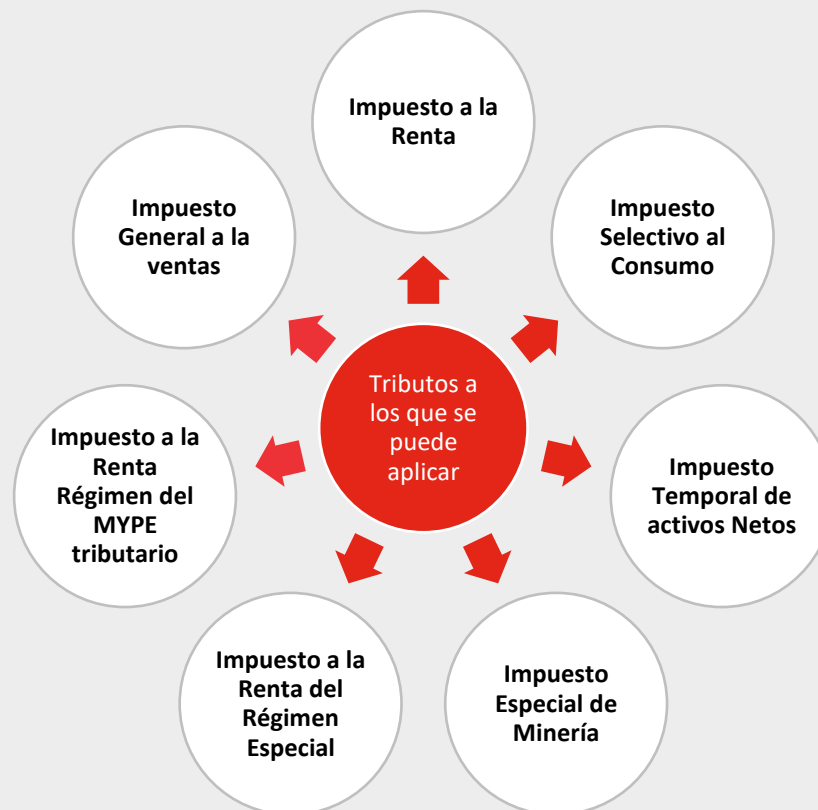 Impuesto a la
Renta
Impuesto
General a la
ventas
Impuesto
Selectivo al
Consumo
Tributos a
los que se
puede
aplicar
Impuesto a la
Renta
Régimen del
MYPE
tributario
Impuesto
Temporal de
activos Netos
Impuesto a la
Renta del
Régimen
Especial
Impuesto
Especial de
Minería